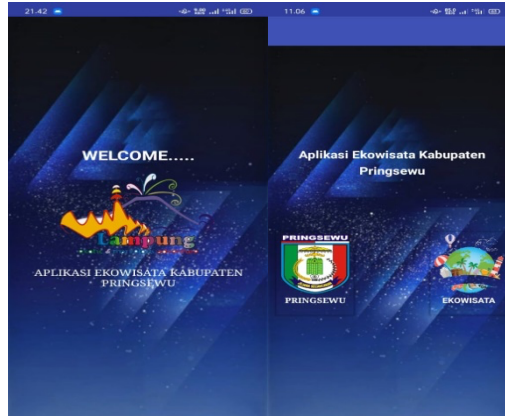 21.42
WELCOME.....
Lampung
APLIKASI EKOWISATA KABUPATEN
PRINGSEWU
11.06
Aplikasi Ekowisata Kabupaten
Pringsewu
PRINGSEWU
PRINGSEWU
EKOWISATA